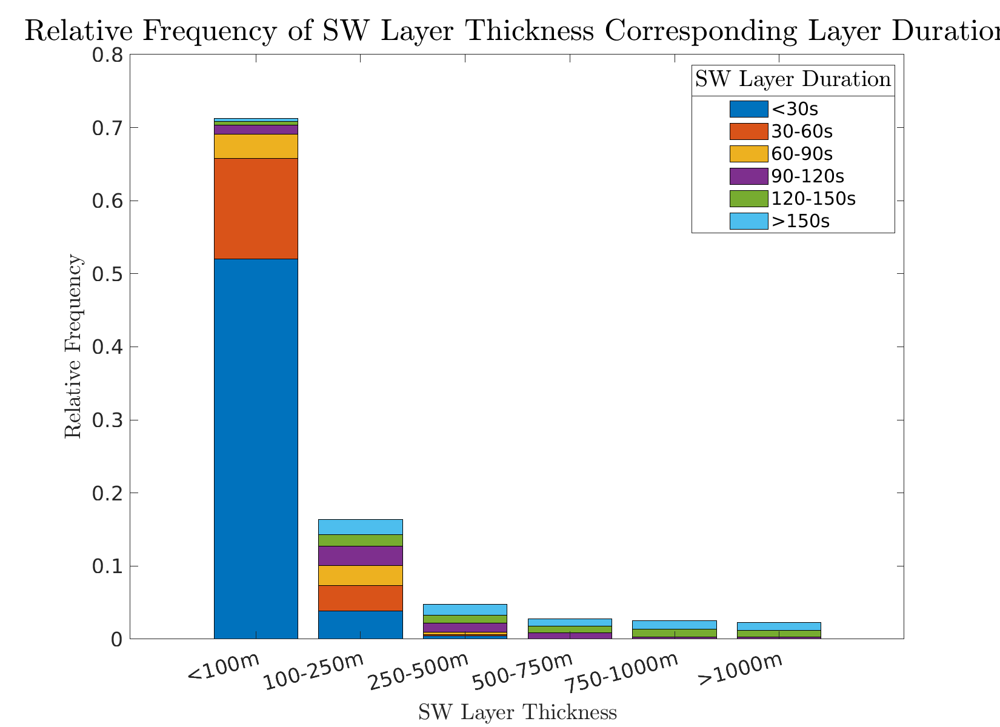 Relative Frequency of SW Layer Thickness Corresponding Layer Duration
0.8
0.7
0.6
0.5
0.4
0.3
0.2
0.1
0
Relative Frequency
SW Layer Duration
<30s
30-60s
60-90s
90-120s
120-150s
>150s
<100m
100-250m
250-500m
500-750m
750-1000m
>1000m
SW Layer Thickness